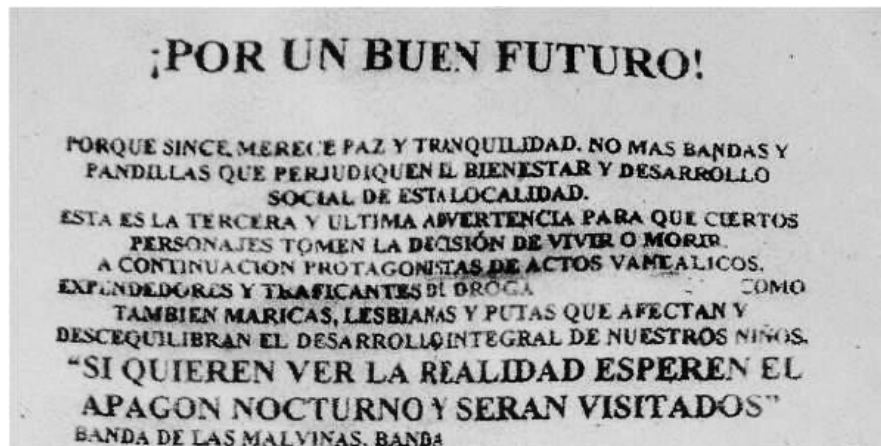 ¡POR UN BUEN FUTURO!
PORQUE SINCE MERECE PAZ Y TRANQUILIDAD. NO MAS BANDAS Y
PANDILLAS QUE PERJUDIQUEN EL BIENESTAR Y DESARROLLO
SOCIAL DE ESTA LOCALIDAD.
ESTA ES LA TERCERA Y ULTIMA ADVERTENCIA PARA QUE CIERTOS
PERSONAJES TOMEN LA DECISIÓN DE VIVIR O MORIR.
A CONTINUACION PROTAGONISTAS DE ACTOS VANEALICOS.
EXPENDEDORES Y TRAFICANTES DE DROGA COMO
TAMBIEN MARICAS, LESBIANAS Y PUTAS QUE AFECTAN Y
DESCEQUILIBRAN EL DESARROLLO INTEGRAL DE NUESTROS NIÑOS.
“SI QUIEREN VER LA REALIDAD ESPEREN EL
APAGON NOCTURNO Y SERAN VISITADOS”
BANDA DE LAS MALVINAS, BANDA